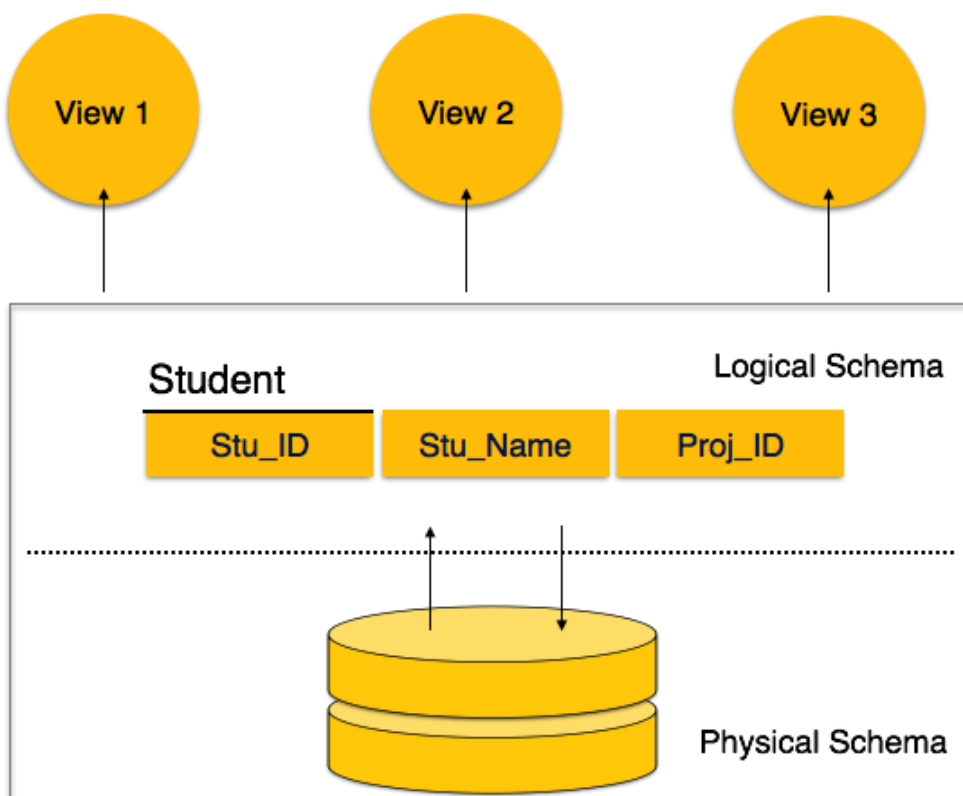 View 1
View 2
View 3
Logical Schema
Student
Stu_ID
Stu_Name
Proj_ID
Physical Schema